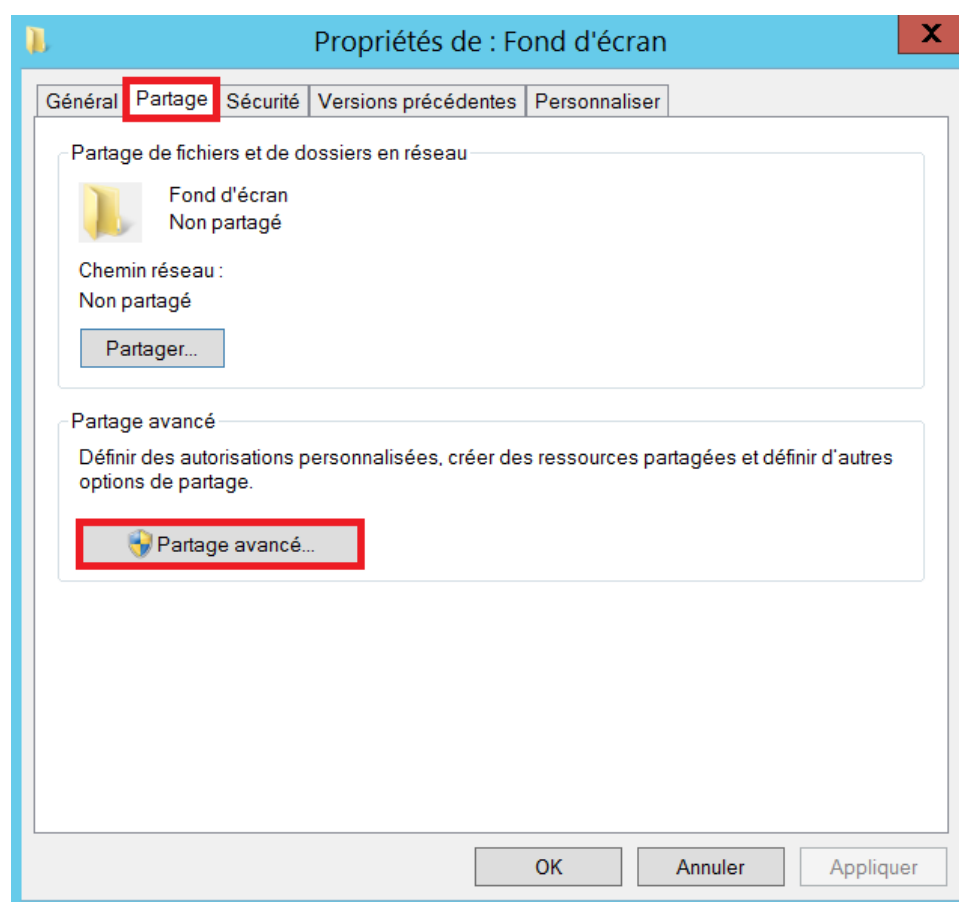 Propriétés de : Fond d'écran
X
Général Partage Sécurité Versions précédentes Personnaliser
Partage de fichiers et de dossiers en réseau
Fond d'écran
Non partagé
Chemin réseau :
Non partagé
Partager...
Partage avancé
Définir des autorisations personnalisées, créer des ressources partagées et définir d'autres
options de partage.
Partage avancé...
OK Annuler Appliquer